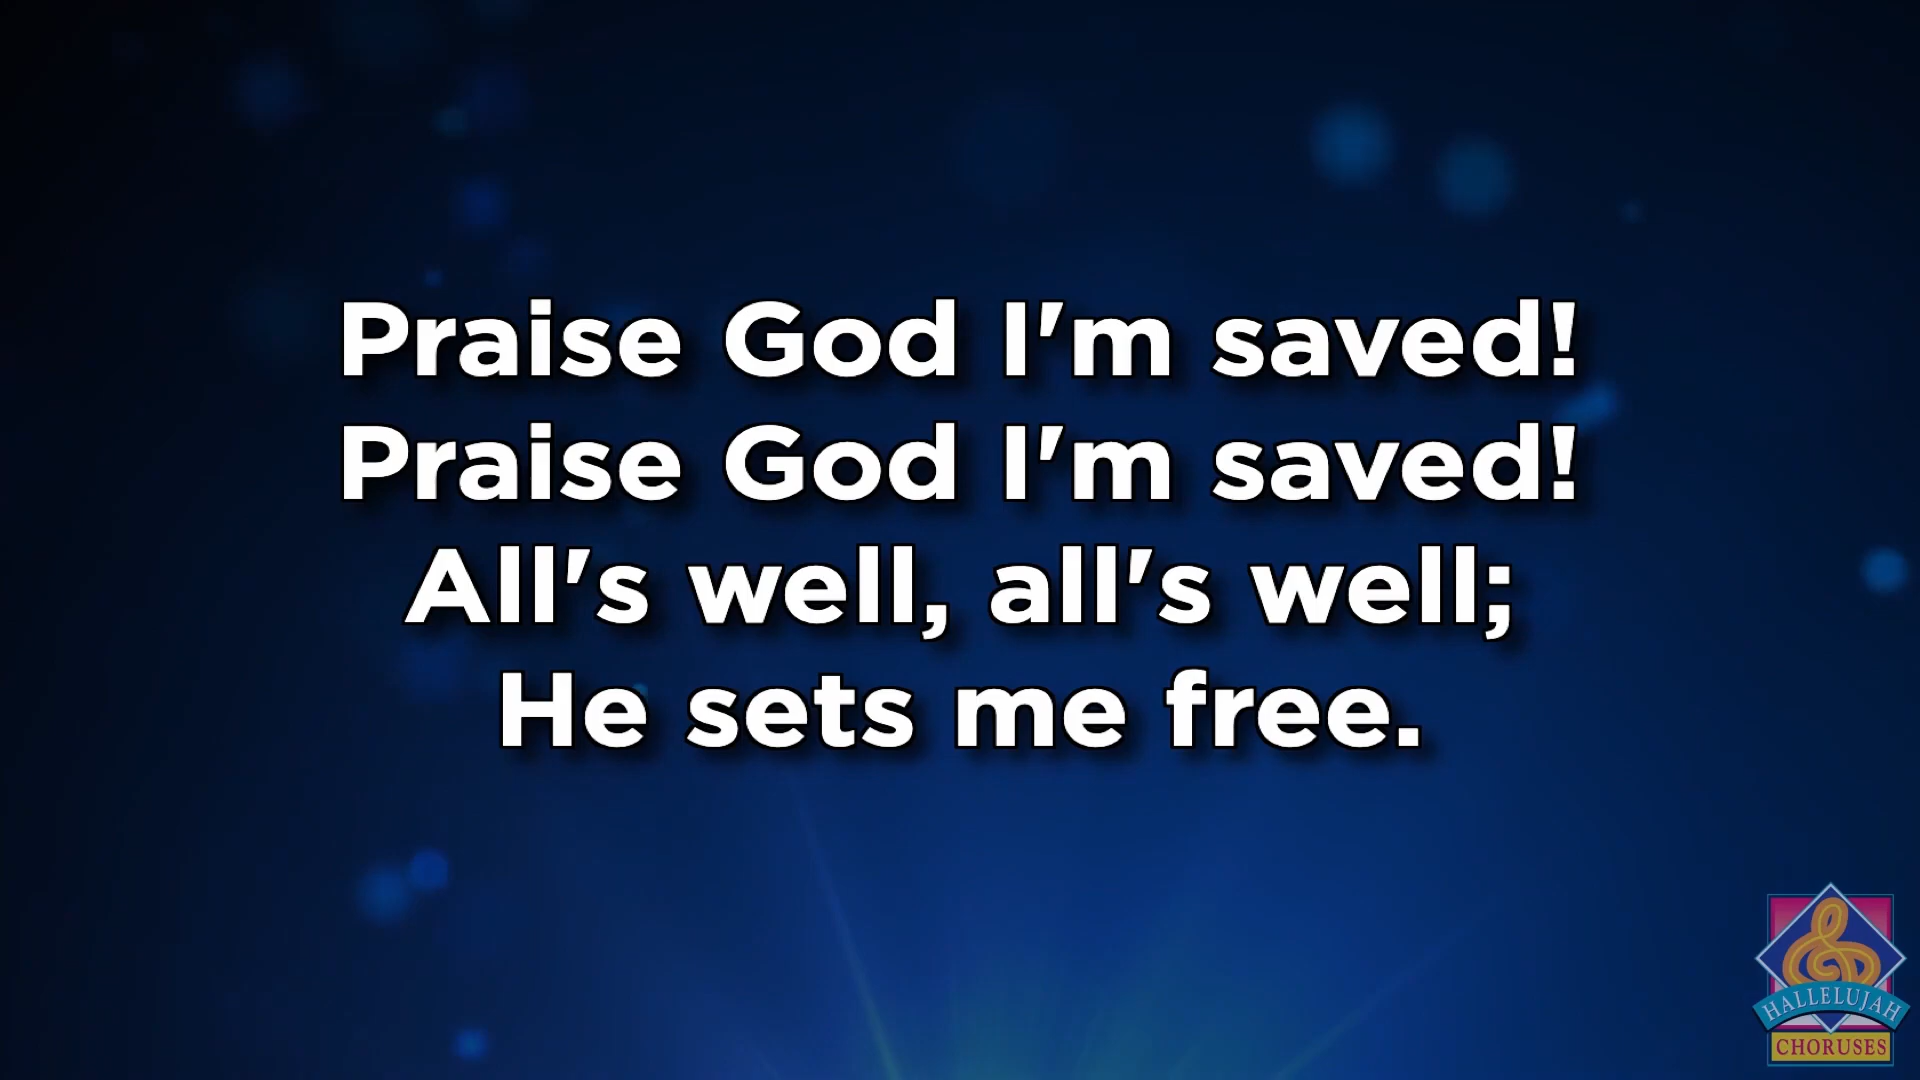 Praise God I'm saved!
Praise God I'm saved!
All's well, all's well;
He sets me free.
HALLELUJAH
CHORUSES